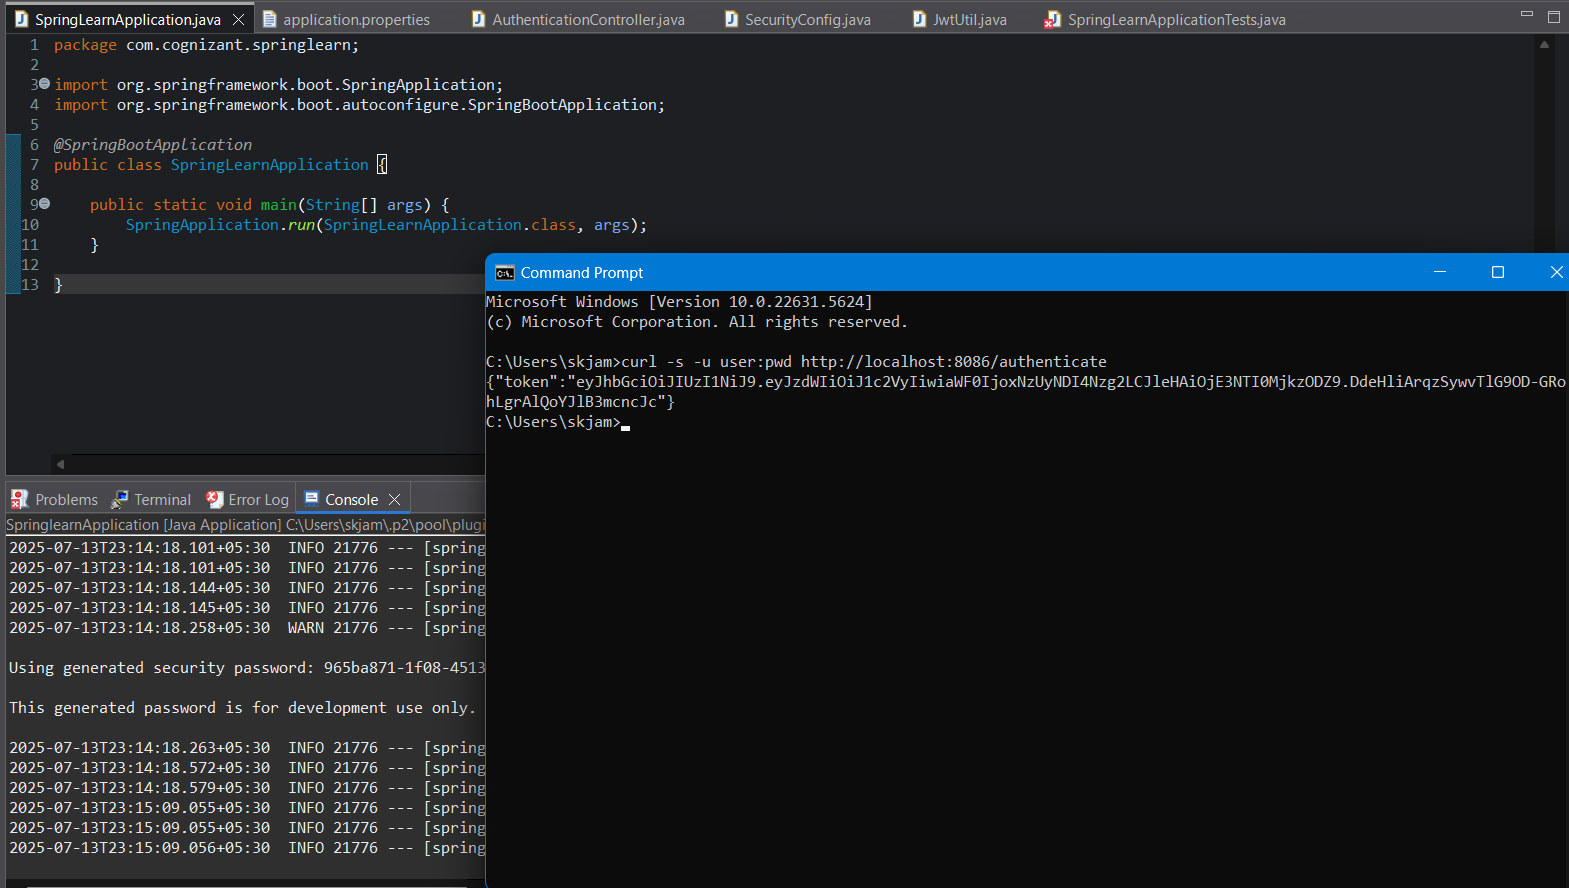 SpringLearnApplication.java
application.properties
AuthenticationController.java
SecurityConfig.java
JwtUtil.java
SpringLearnApplicationTests.java
1 package com.cognizant.springlearn;
2
3 import org.springframework.boot.SpringApplication;
4 import org.springframework.boot.autoconfigure.SpringBootApplication;
5
6 @SpringBootApplication
7 public class SpringLearnApplication {
8
9 public static void main(String[] args) {
10 SpringApplication.run(SpringLearnApplication.class, args);
11 }
12
13 }
Command Prompt
Microsoft Windows [Version 10.0.22631.5624]
(c) Microsoft Corporation. All rights reserved.
C:\Users\skjam>curl -s -u user:pwd http://localhost:8086/authenticate
{"token":"eyJhbGciOiJIUzI1NiJ9.eyJzdWIiOiJ1c2VyIiwiaWF0IjoxNzUyNDI4Nzg2LCJleHAiOjE3NTI0MjkzODZ9.DdeHliArqzSywvTlG9OD-GRo
hLgrAlQoYJlB3mcncJc"}
C:\Users\skjam>
Problems
Terminal
Error Log
Console
SpringlearnApplication [Java Application] C:\Users\skjam\.p2\pool\plugi
2025-07-13T23:14:18.101+05:30 INFO 21776 --- [spring
2025-07-13T23:14:18.101+05:30 INFO 21776 --- [spring
2025-07-13T23:14:18.144+05:30 INFO 21776 --- [spring
2025-07-13T23:14:18.145+05:30 INFO 21776 --- [spring
2025-07-13T23:14:18.258+05:30 WARN 21776 --- [spring
Using generated security password: 965ba871-1f08-4513
This generated password is for development use only.
2025-07-13T23:14:18.263+05:30 INFO 21776 --- [spring
2025-07-13T23:14:18.572+05:30 INFO 21776 --- [spring
2025-07-13T23:14:18.579+05:30 INFO 21776 --- [spring
2025-07-13T23:15:09.055+05:30 INFO 21776 --- [spring
2025-07-13T23:15:09.055+05:30 INFO 21776 --- [spring
2025-07-13T23:15:09.056+05:30 INFO 21776 --- [spring